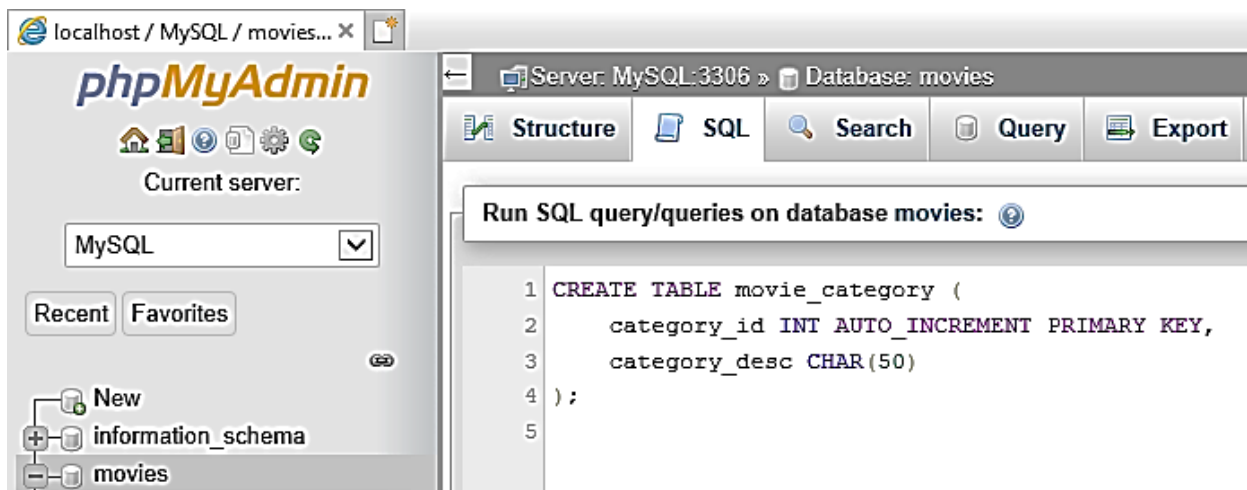 localhost / MySQL / movies...
phpMyAdmin
Current server:
MySQL
Recent Favorites
New
information_schema
movies
Server: MySQL:3306 » Database: movies
Structure SQL Search Query Export
Run SQL query/queries on database movies:
1 CREATE TABLE movie_category (
2 category_id INT AUTO_INCREMENT PRIMARY KEY,
3 category_desc CHAR(50)
4 );
5